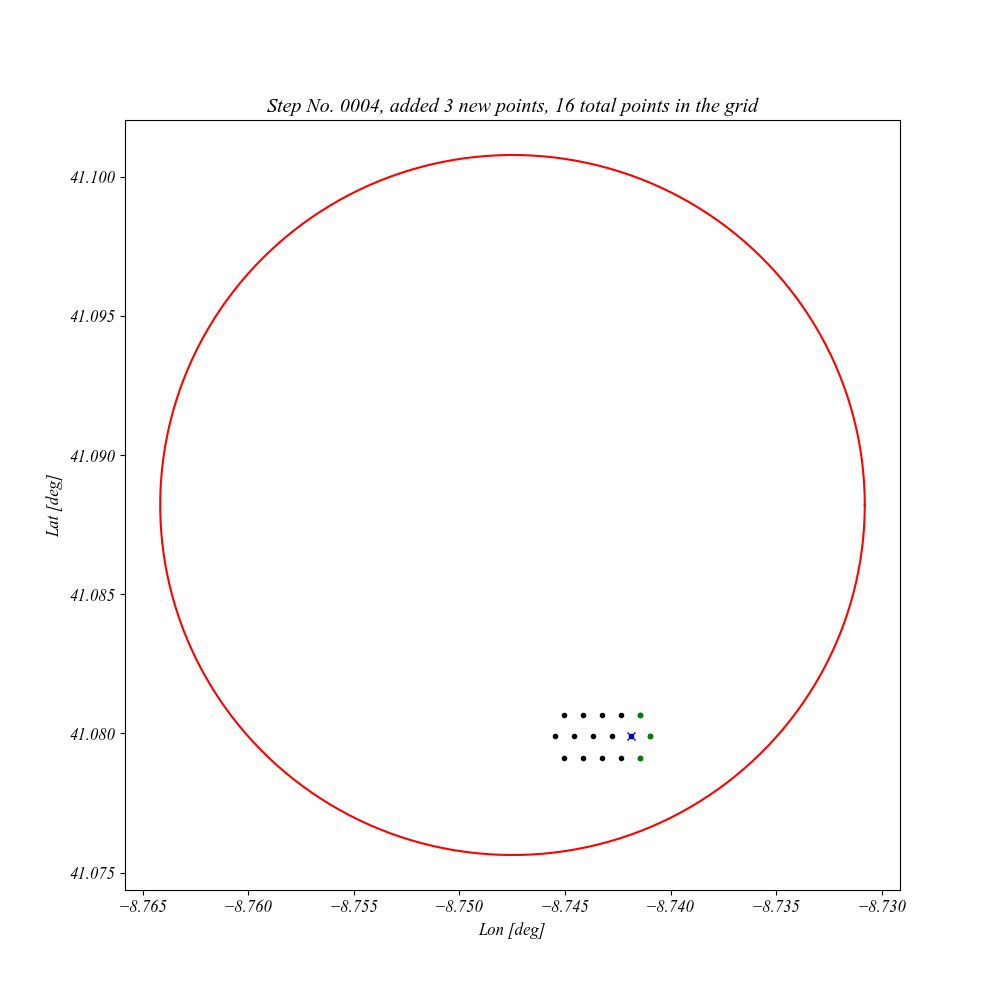 Step No. 0004, added 3 new points, 16 total points in the grid
41.100
41.095
41.090
41.085
41.080
41.075
Lat [deg]
−8.765 −8.760 −8.755 −8.750 −8.745 −8.740 −8.735 −8.730
Lon [deg]